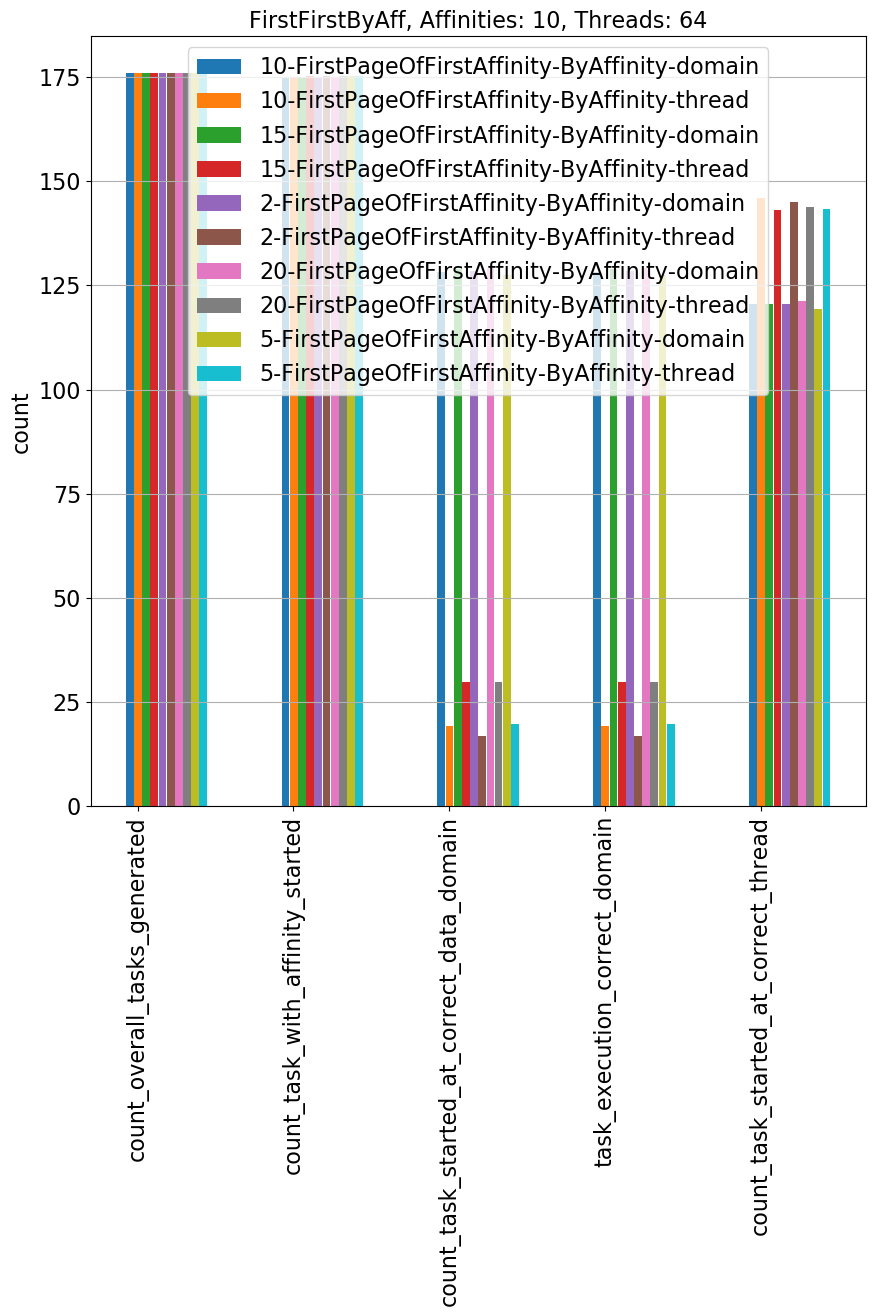 FirstFirstByAff, Affinities: 10, Threads: 64
10-FirstPageOfFirstAffinity-ByAffinity-domain
10-FirstPageOfFirstAffinity-ByAffinity-thread
15-FirstPageOfFirstAffinity-ByAffinity-domain
15-FirstPageOfFirstAffinity-ByAffinity-thread
2-FirstPageOfFirstAffinity-ByAffinity-domain
2-FirstPageOfFirstAffinity-ByAffinity-thread
20-FirstPageOfFirstAffinity-ByAffinity-domain
20-FirstPageOfFirstAffinity-ByAffinity-thread
5-FirstPageOfFirstAffinity-ByAffinity-domain
5-FirstPageOfFirstAffinity-ByAffinity-thread
count
175
150
125
100
75
50
25
0
count_overall_tasks_generated
count_task_with_affinity_started
count_task_started_at_correct_data_domain
task_execution_correct_domain
count_task_started_at_correct_thread